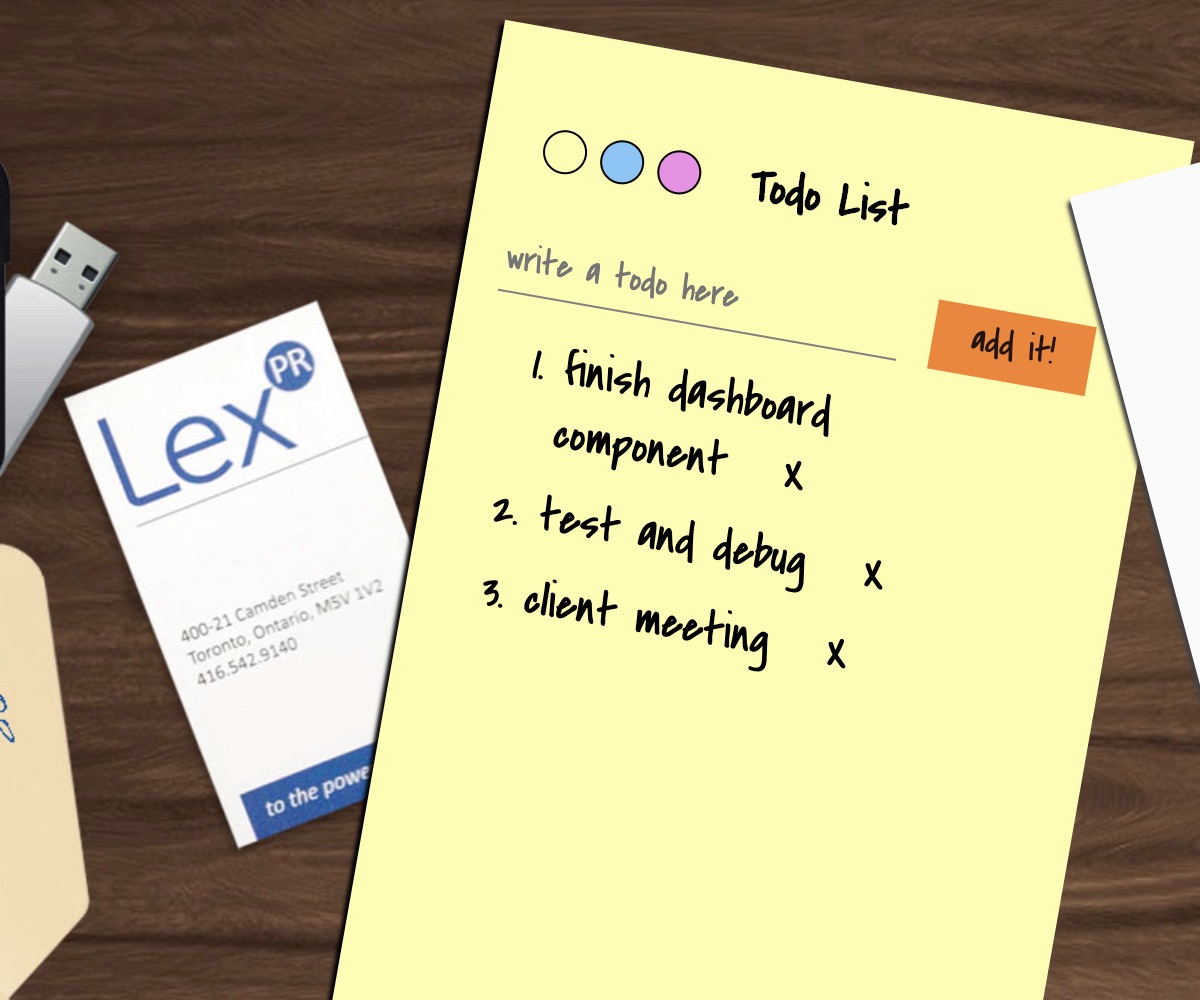 Todo List
write a todo here
add it!
1. finish dashboard
component x
2. test and debug x
3. client meeting x
Lex PR
400-21 Camden Street
Toronto, Ontario, M5V 1V2
416.542.9140
to the